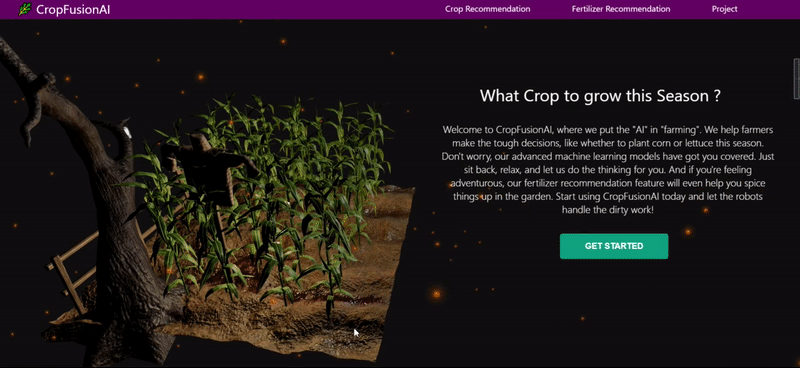 CropFusionAI
Crop Recommendation
Fertilizer Recommendation
Project
What Crop to grow this Season ?
Welcome to CropFusionAI, where we put the "AI" in "farming". We help farmers
make the tough decisions, like whether to plant corn or lettuce this season.
Don't worry, our advanced machine learning models have got you covered. Just
sit back, relax, and let us do the thinking for you. And if you're feeling
adventurous, our fertilizer recommendation feature will even help you spice
things up in the garden. Start using CropFusionAI today and let the robots
handle the dirty work!
GET STARTED